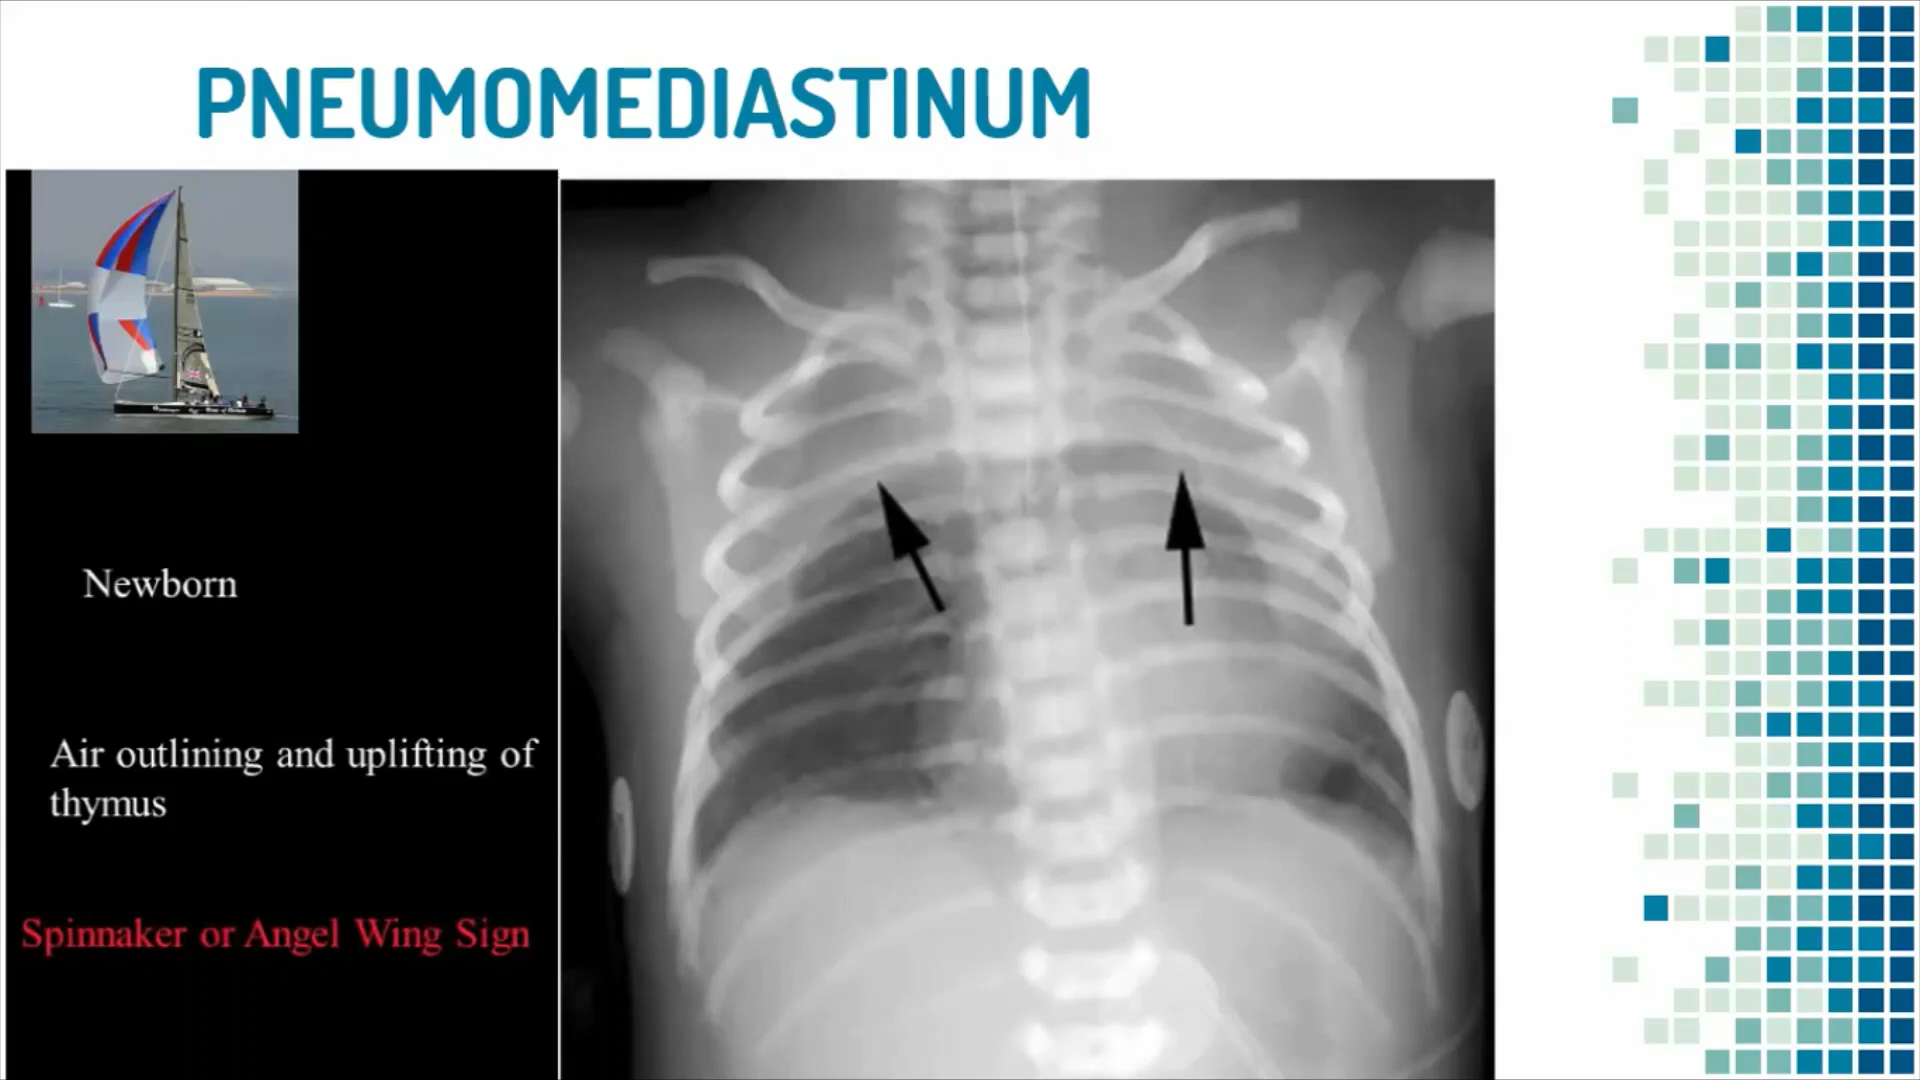 PNEUMOMEDIASTINUM
Newborn
Air outlining and uplifting of
thymus
Spinnaker or Angel Wing Sign